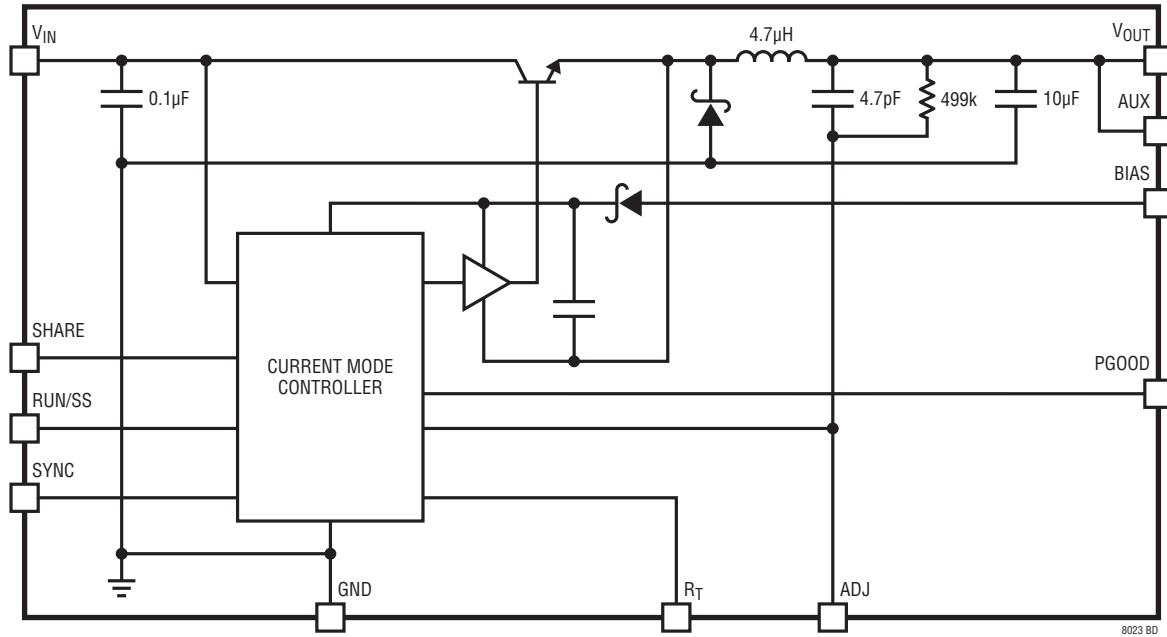 VIN
4.7µH
VOUT
0.1µF
4.7pF
499k
10µF
AUX
BIAS
SHARE
CURRENT MODE
CONTROLLER
PGOOD
RUN/SS
SYNC
GND
RT
ADJ
8023 BD